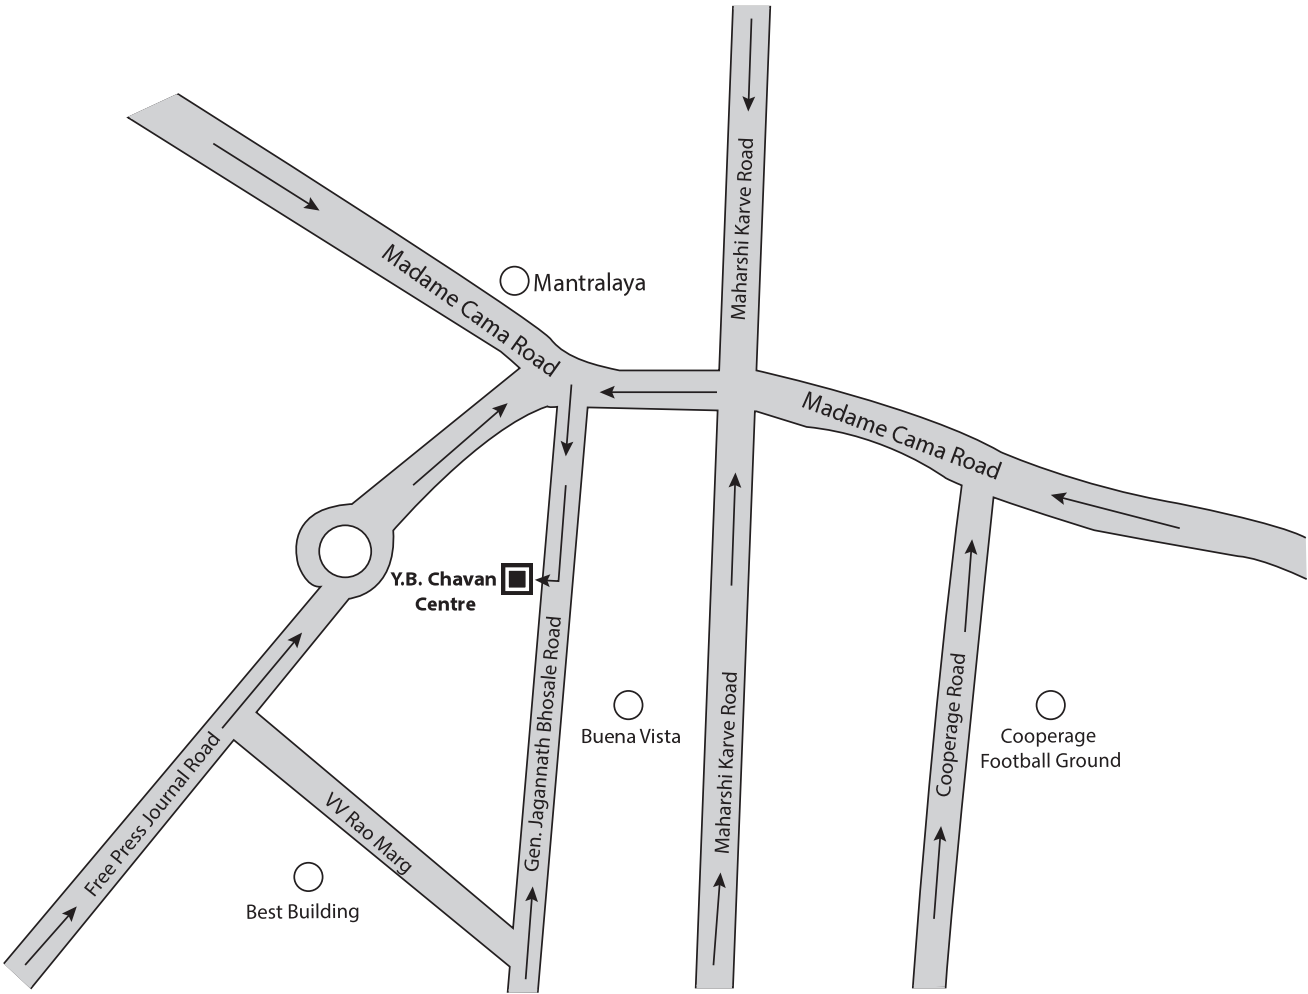 Maharshi Karve Road
Madame Cama Road
Mantralaya
Madame Cama Road
Y.B. Chavan
Centre
Gen. Jagannath Bhosale Road
Buena Vista
Maharshi Karve Road
Cooperage Road
Cooperage
Football Ground
Free Press Journal Road
VV Rao Marg
Best Building